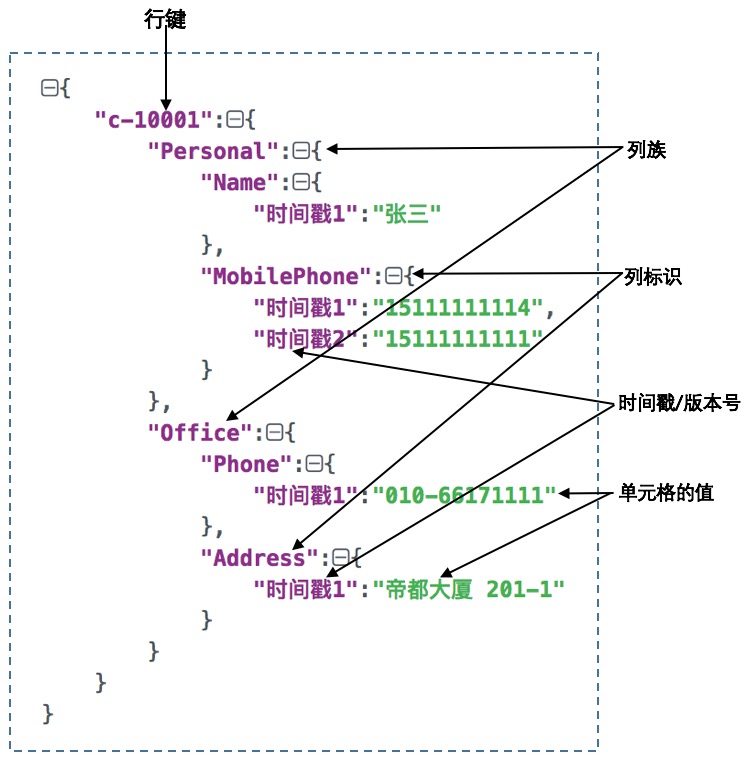 行键
{
"c-10001":{
"Personal":{
列族
"Name":{
"时间戳1":"张三"
},
"MobilePhone":{
列标识
"时间戳1":"15111111114",
"时间戳2":"15111111111"
}
},
时间戳/版本号
"Office":{
"Phone":{
"时间戳1":"010-66171111"
单元格的值
},
"Address":{
"时间戳1":"帝都大厦 201-1"
}
}
}
}